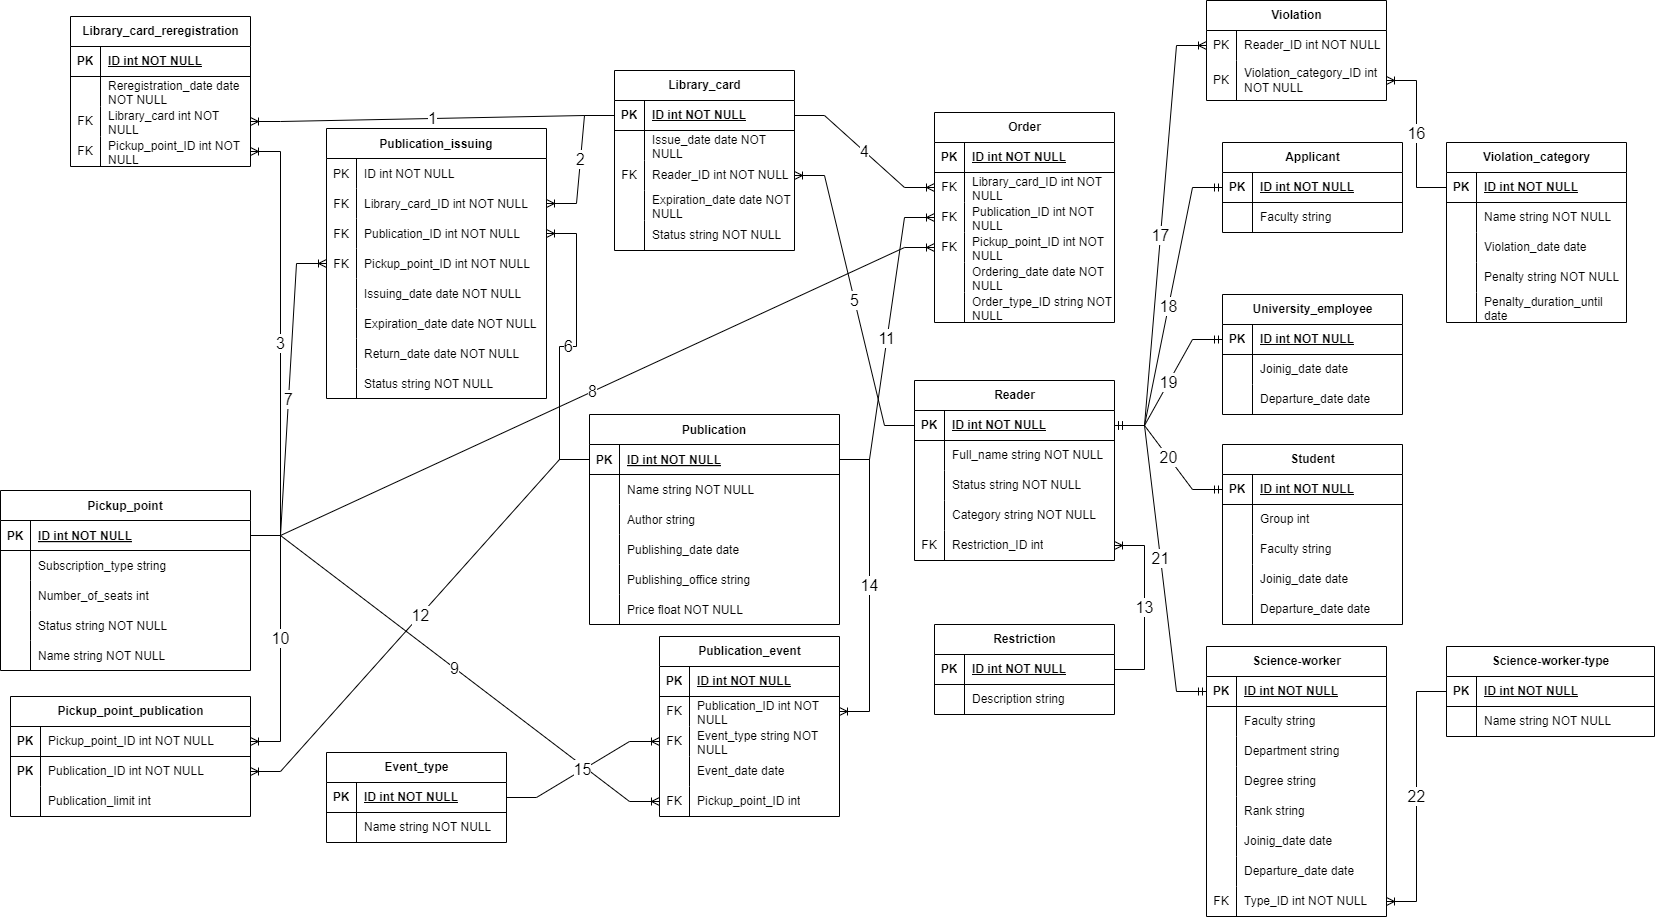 Library_card_reregistration
PK ID int NOT NULL
Reregistration_date date
NOT NULL
FK Library_card int NOT
NULL
FK Pickup_point_ID int NOT
NULL
1
Publication_issuing
PK ID int NOT NULL
FK Library_card_ID int NOT NULL
FK Publication_ID int NOT NULL
FK Pickup_point_ID int NOT NULL
Issuing_date date NOT NULL
Expiration_date date NOT NULL
Return_date date NOT NULL
Status string NOT NULL
2
3
7
6
Library_card
PK ID int NOT NULL
Issue_date date NOT
NULL
FK Reader_ID int NOT NULL
Expiration_date date NOT
NULL
Status string NOT NULL
4
5
8
11
Order
PK ID int NOT NULL
FK Library_card_ID int NOT
NULL
FK Publication_ID int NOT
NULL
FK Pickup_point_ID int NOT
NULL
Ordering_date date NOT
NULL
Order_type_ID string NOT
NULL
Violation
PK Reader_ID int NOT NULL
PK Violation_category_ID int
NOT NULL
16
17
Applicant
PK ID int NOT NULL
Faculty string
18
Violation_category
PK ID int NOT NULL
Name string NOT NULL
Violation_date date
Penalty string NOT NULL
Penalty_duration_until
date
University_employee
PK ID int NOT NULL
Joinig_date date
Departure_date date
19
Reader
PK ID int NOT NULL
Full_name string NOT NULL
Status string NOT NULL
Category string NOT NULL
FK Restriction_ID int
20
Student
PK ID int NOT NULL
Group int
Faculty string
Joinig_date date
Departure_date date
21
Publication
PK ID int NOT NULL
Name string NOT NULL
Author string
Publishing_date date
Publishing_office string
Price float NOT NULL
14
13
Pickup_point
PK ID int NOT NULL
Subscription_type string
Number_of_seats int
Status string NOT NULL
Name string NOT NULL
10
12
9
Restriction
PK ID int NOT NULL
Description string
Publication_event
PK ID int NOT NULL
FK Publication_ID int NOT
NULL
FK Event_type string NOT
NULL
Event_date date
FK Pickup_point_ID int
15
Pickup_point_publication
PK Pickup_point_ID int NOT NULL
PK Publication_ID int NOT NULL
Publication_limit int
Event_type
PK ID int NOT NULL
Name string NOT NULL
Science-worker
PK ID int NOT NULL
Faculty string
Department string
Degree string
Rank string
Joinig_date date
Departure_date date
FK Type_ID int NOT NULL
22
Science-worker-type
PK ID int NOT NULL
Name string NOT NULL